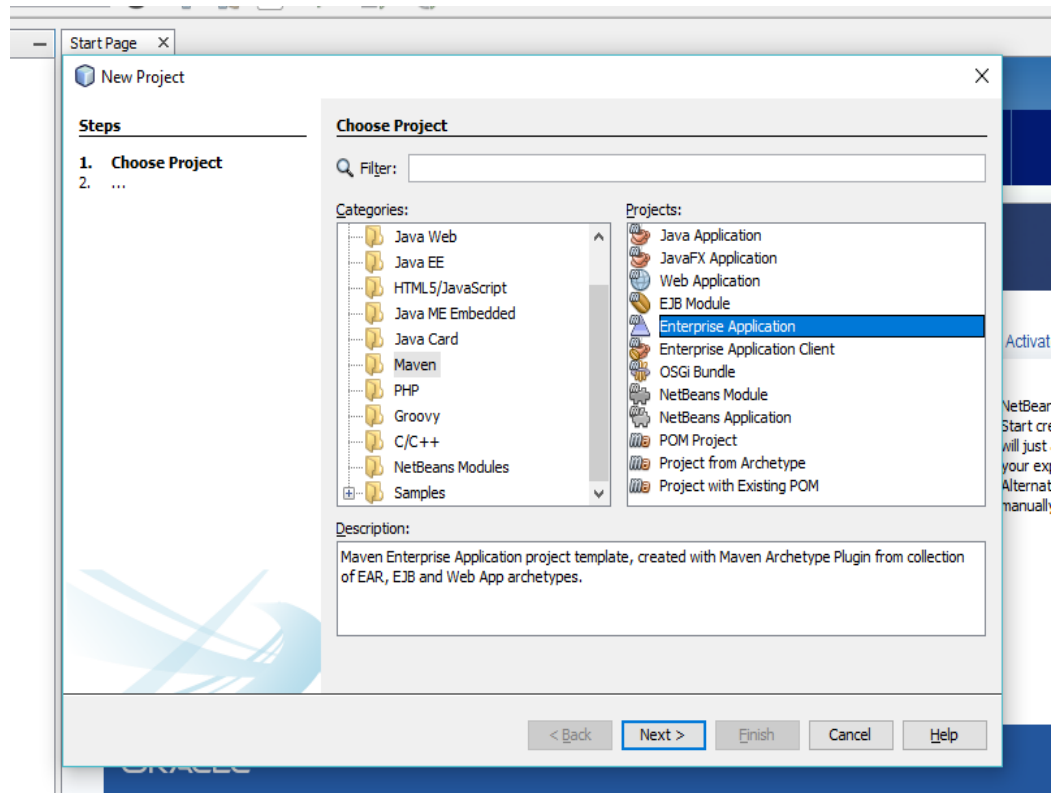 Start Page X
New Project
Steps
1. Choose Project
2. ...
Choose Project
Filter:
Categories:
Java Web
Java EE
HTML5/JavaScript
Java ME Embedded
Java Card
Maven
PHP
Groovy
C/C++
NetBeans Modules
Samples
Projects:
Java Application
JavaFX Application
Web Application
EJB Module
Enterprise Application
Enterprise Application Client
OSGi Bundle
NetBeans Module
NetBeans Application
POM Project
Project from Archetype
Project with Existing POM
Description:
Maven Enterprise Application project template, created with Maven Archetype Plugin from collection
of EAR, EJB and Web App archetypes.
< Back
Next >
Finish
Cancel
Help
Activat
NetBean
Start cre
will just
your exp
Alternat
manually